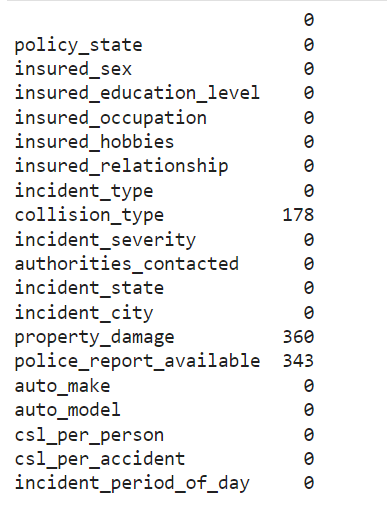 0
policy_state 0
insured_sex 0
insured_education_level 0
insured_occupation 0
insured_hobbies 0
insured_relationship 0
incident_type 0
collision_type 178
incident_severity 0
authorities_contacted 0
incident_state 0
incident_city 0
property_damage 360
police_report_available 343
auto_make 0
auto_model 0
csl_per_person 0
csl_per_accident 0
incident_period_of_day 0